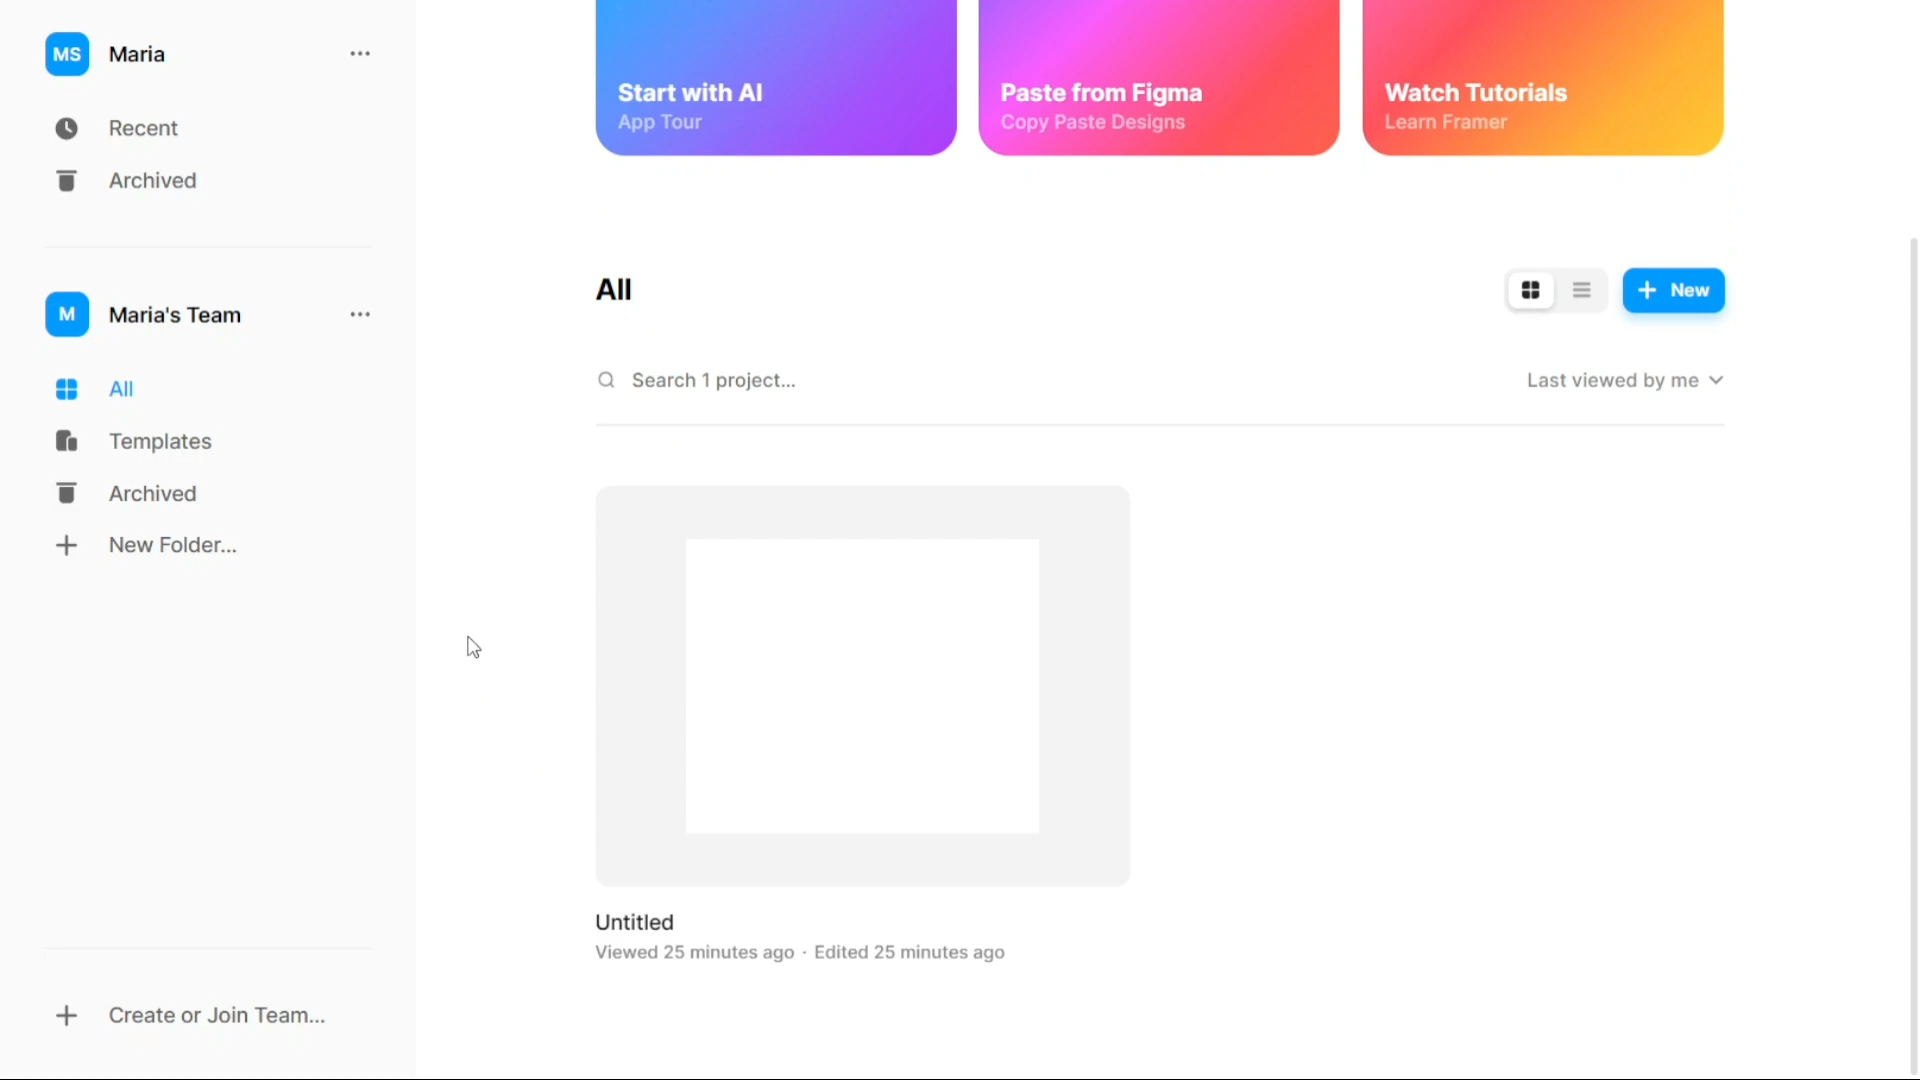 MS Maria
Recent
Archived
M Maria's Team
All
Templates
Archived
New Folder...
Create or Join Team...
Start with AI
App Tour
Paste from Figma
Copy Paste Designs
Watch Tutorials
Learn Framer
All
New
Search 1 project...
Last viewed by me
Untitled
Viewed 25 minutes ago · Edited 25 minutes ago